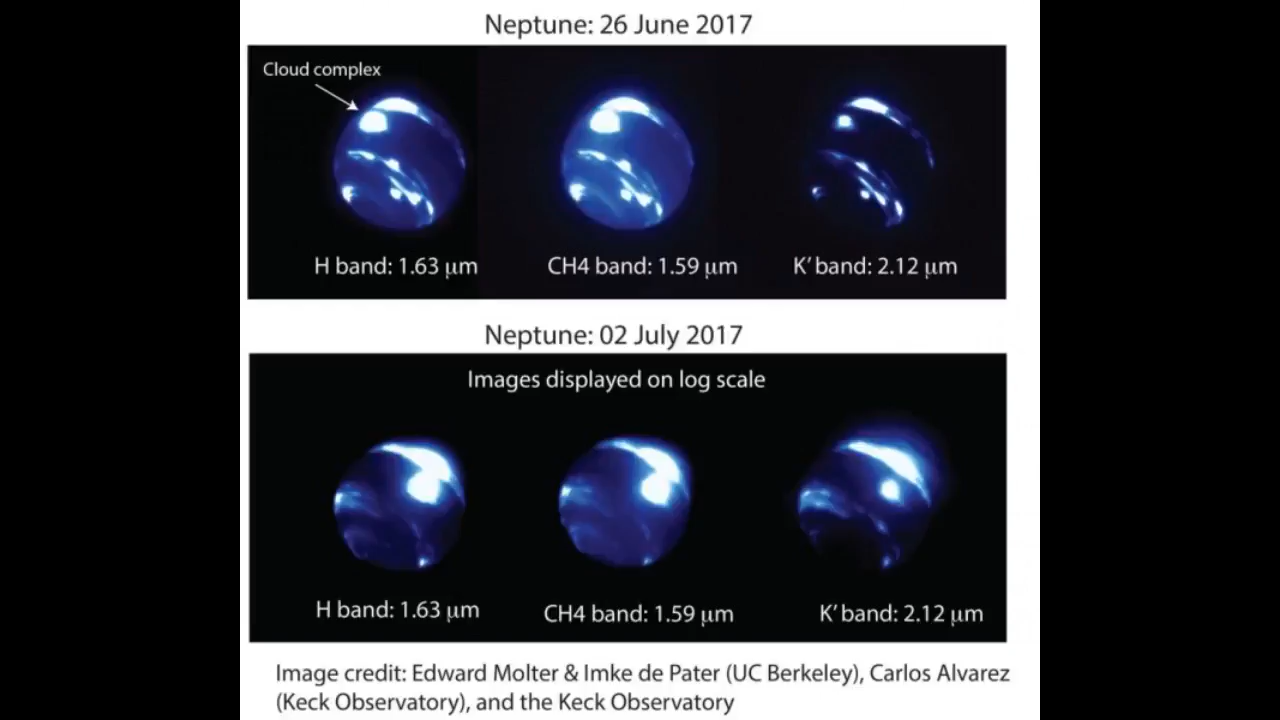 Neptune: 26 June 2017
Cloud complex
H band: 1.63 µm
CH4 band: 1.59 µm
K' band: 2.12 µm
Neptune: 02 July 2017
Images displayed on log scale
H band: 1.63 µm
CH4 band: 1.59 µm
K' band: 2.12 µm
Image credit: Edward Molter & Imke de Pater (UC Berkeley), Carlos Alvarez
(Keck Observatory), and the Keck Observatory